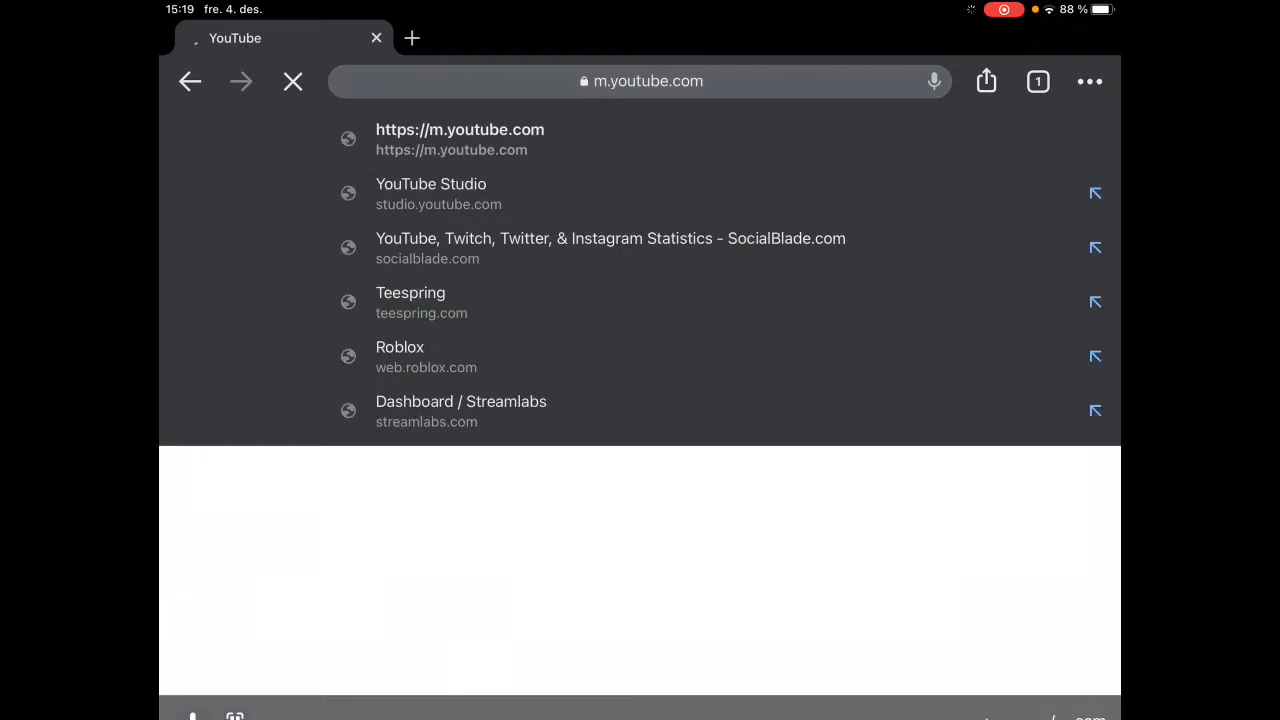 15:19 fre. 4. des. 88 %
YouTube
m.youtube.com 1
https://m.youtube.com
https://m.youtube.com
YouTube Studio
studio.youtube.com
YouTube, Twitch, Twitter, & Instagram Statistics - SocialBlade.com
socialblade.com
Teespring
teespring.com
Roblox
web.roblox.com
Dashboard / Streamlabs
streamlabs.com